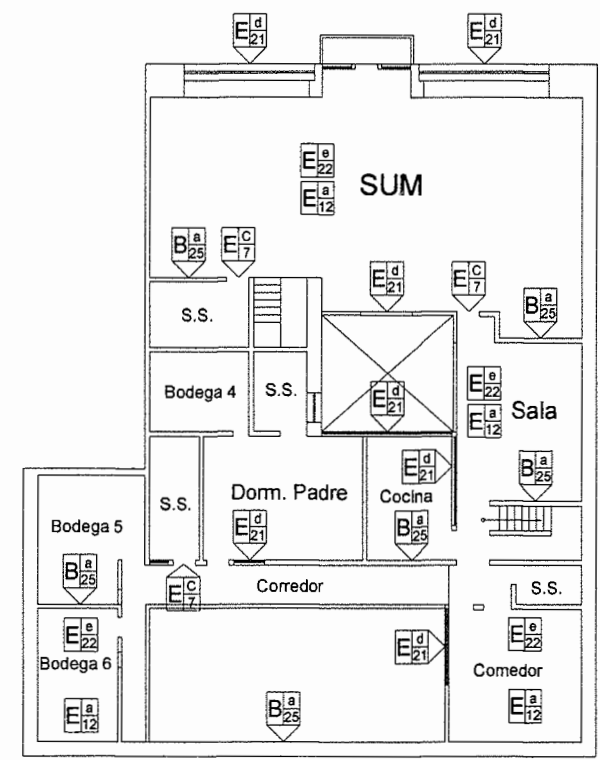 E d 21
E d 21
E e 22
SUM
E a 12
B a 25
E C 7
E d 21
E C 7
B a 25
S.S.
E e 22
Bodega 4
S.S.
E d 21
E a 12
Sala
E d 21
B a 25
Dorm. Padre
Cocina
S.S.
Bodega 5
E d 21
B a 25
B a 25
Corredor
E C 7
S.S.
E e 22
E e 22
Bodega 6
E d 21
Comedor
E a 12
B a 25
E a 12